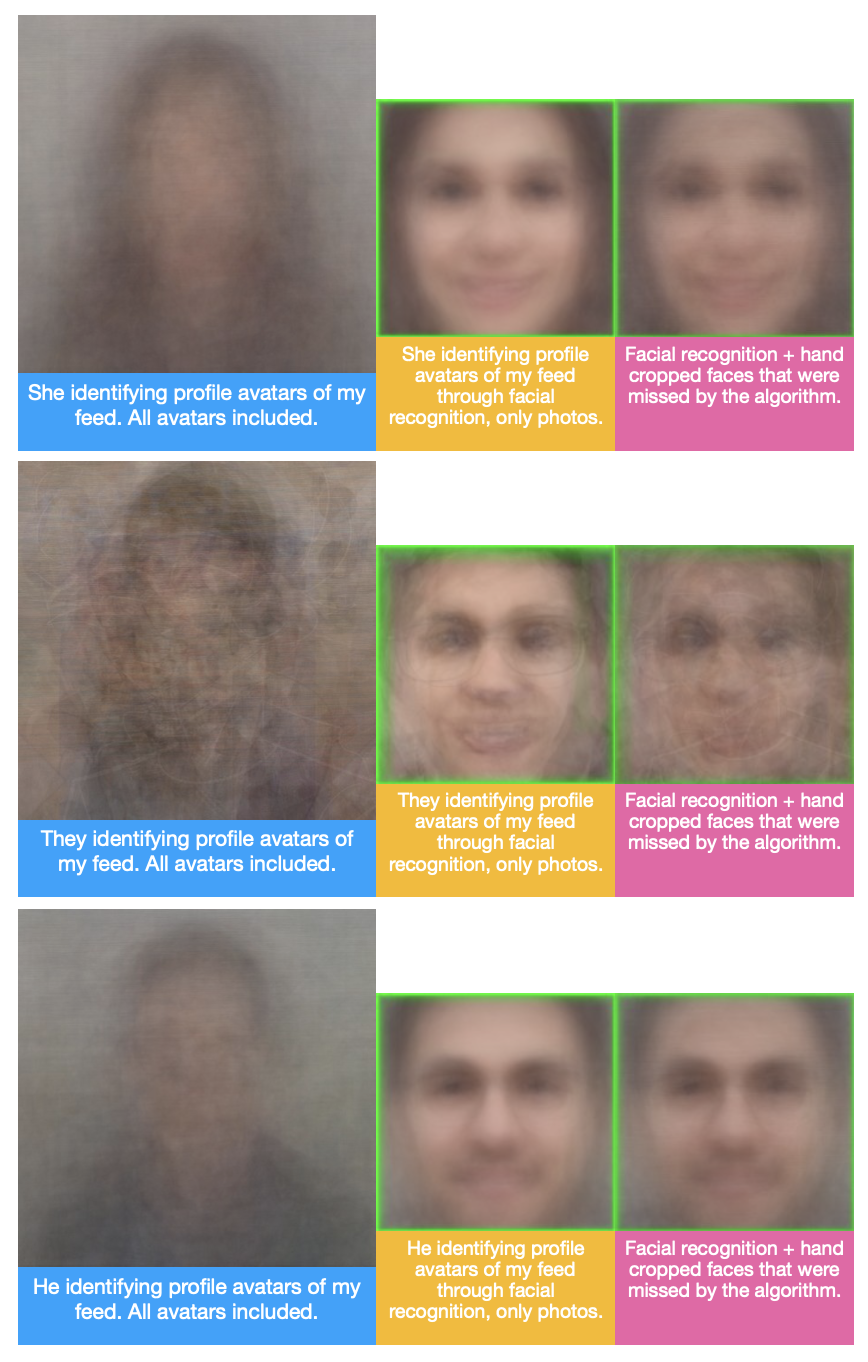 She identifying profile avatars of my
feed. All avatars included.
She identifying profile
avatars of my feed
through facial
recognition, only photos.
Facial recognition + hand
cropped faces that were
missed by the algorithm.
They identifying profile avatars of
my feed. All avatars included.
They identifying profile
avatars of my feed
through facial
recognition, only photos.
Facial recognition + hand
cropped faces that were
missed by the algorithm.
He identifying profile avatars of my
feed. All avatars included.
He identifying profile
avatars of my feed
through facial
recognition, only photos.
Facial recognition + hand
cropped faces that were
missed by the algorithm.